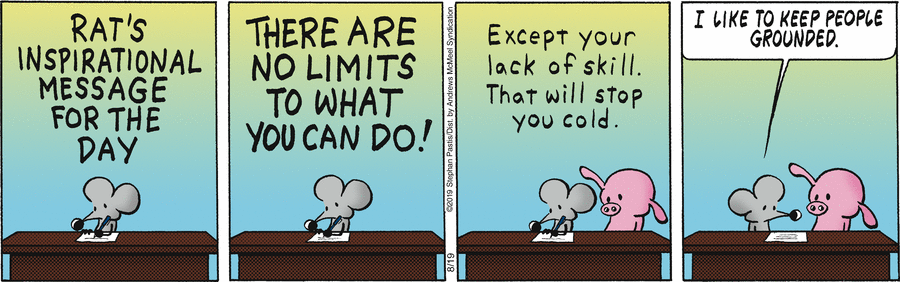 RAT'S
INSPIRATIONAL
MESSAGE
FOR THE
DAY
THERE ARE
NO LIMITS
TO WHAT
YOU CAN DO!
©2019 Stephan Pastis/Dist. by Andrews McMeel Syndication
8/19
Except your
lack of skill.
That will stop
you cold.
I LIKE TO KEEP PEOPLE
GROUNDED.